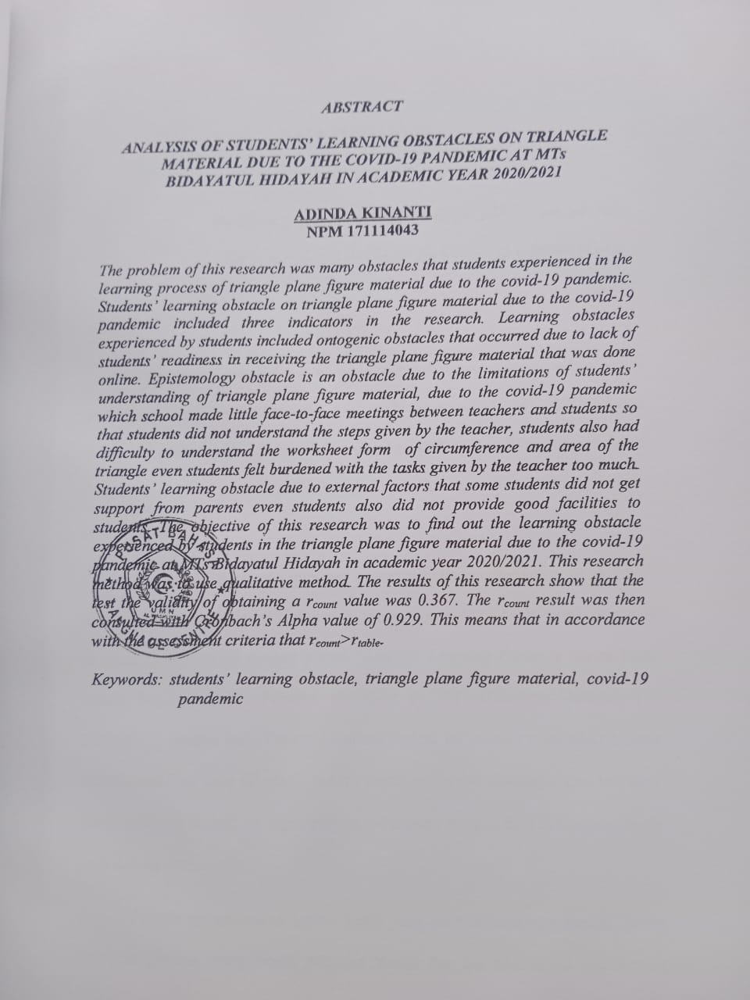 ABSTRACT
ANALYSIS OF STUDENTS' LEARNING OBSTACLES ON TRIANGLE
MATERIAL DUE TO THE COVID-19 PANDEMIC AT MTs
BIDAYATUL HIDAYAH IN ACADEMIC YEAR 2020/2021
ADINDA KINANTI
NPM 171114043
The problem of this research was many obstacles that students experienced in the
learning process of triangle plane figure material due to the covid-19 pandemic.
Students' learning obstacle on triangle plane figure material due to the covid-19
pandemic included three indicators in the research. Learning obstacles
experienced by students included ontogenic obstacles that occurred due to lack of
students' readiness in receiving the triangle plane figure material that was done
online. Epistemology obstacle is an obstacle due to the limitations of students'
understanding of triangle plane figure material, due to the covid-19 pandemic
which school made little face-to-face meetings between teachers and students so
that students did not understand the steps given by the teacher, students also had
difficulty to understand the worksheet form of circumference and area of the
triangle even students felt burdened with the tasks given by the teacher too much.
Students' learning obstacle due to external factors that some students did not get
support from parents even students also did not provide good facilities to
students. The objective of this research was to find out the learning obstacle
experienced by students in the triangle plane figure material due to the covid-19
pandemic at MTs Bidayatul Hidayah in academic year 2020/2021. This research
method was to use qualitative method. The results of this research show that the
test the validity of obtaining a rcount value was 0.367. The rcount result was then
consulted with Cronbach's Alpha value of 0.929. This means that in accordance
with the assessment criteria that rcount>rtable.
Keywords: students' learning obstacle, triangle plane figure material, covid-19
pandemic
PUSAT BAHASA
UMN
LANGUAGE CENTRE